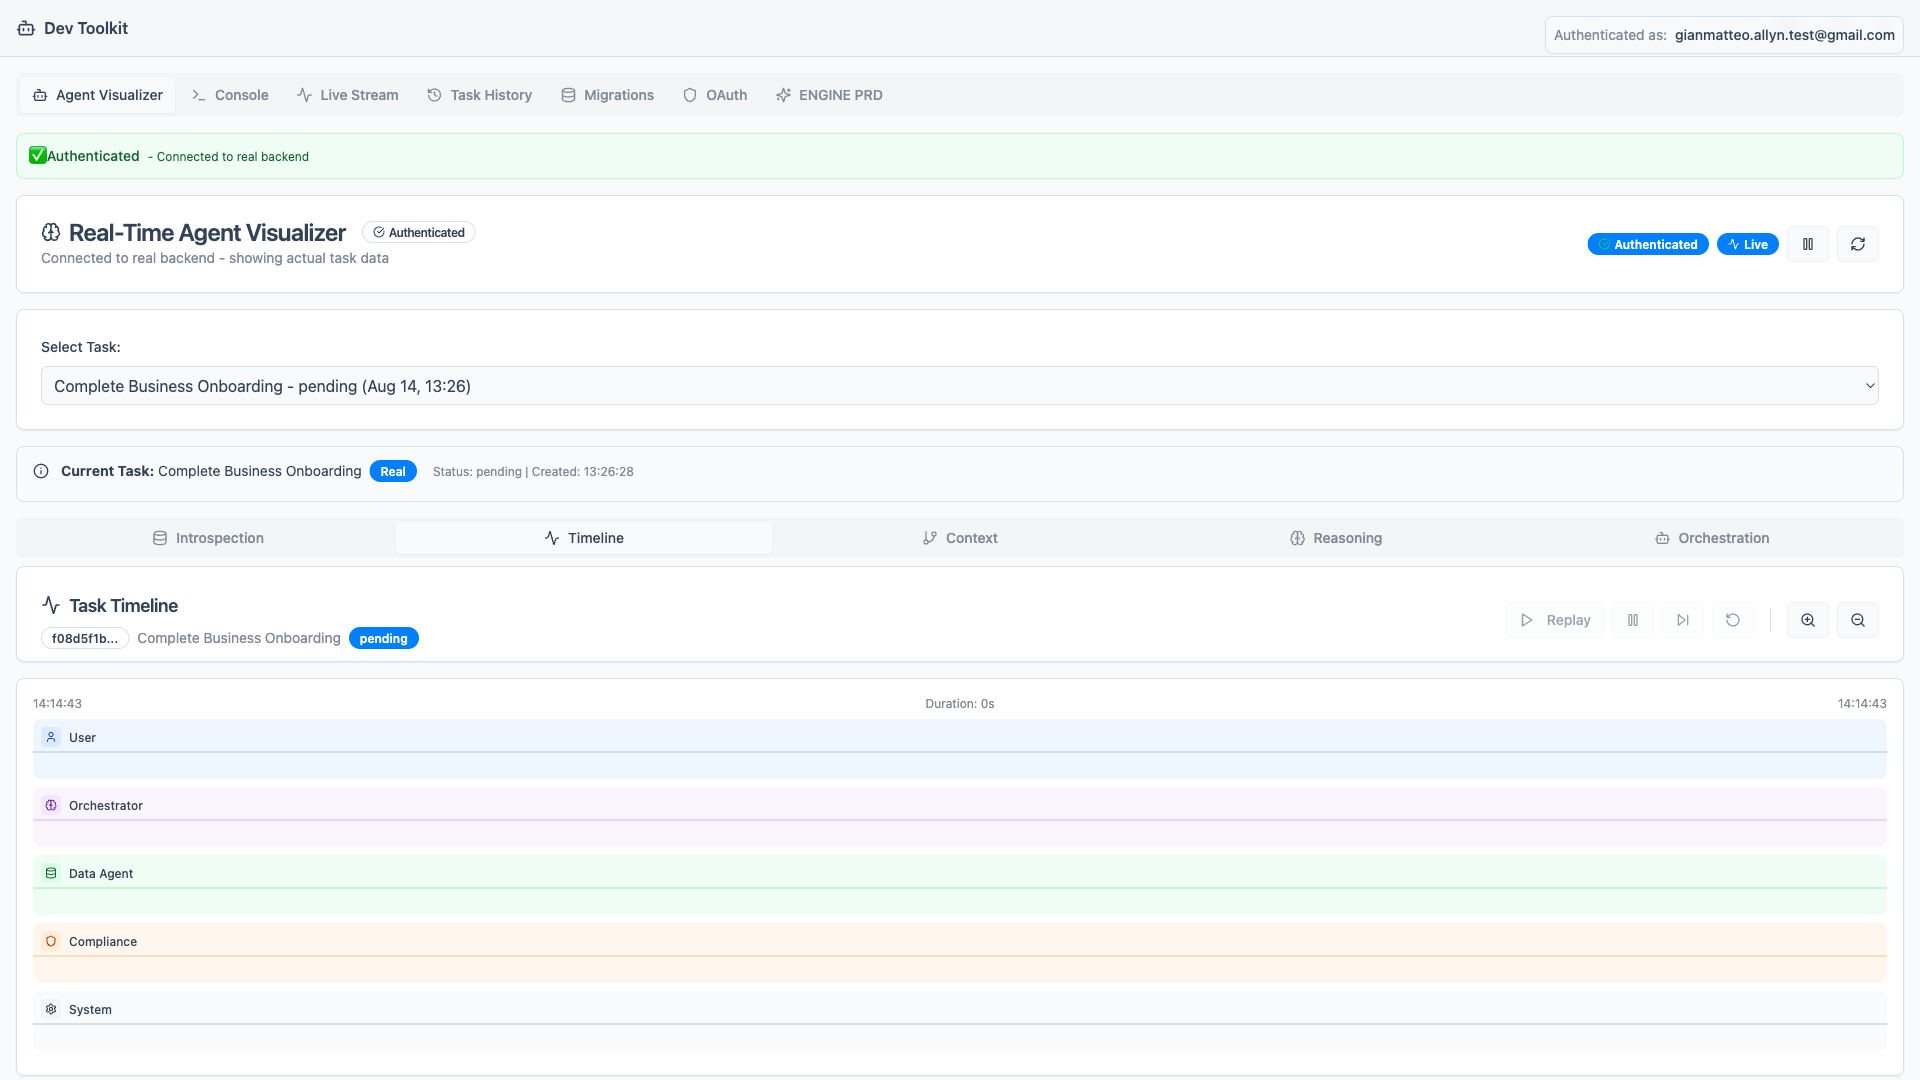 Dev Toolkit
Authenticated as: gianmatteo.allyn.test@gmail.com
Agent Visualizer
Console
Live Stream
Task History
Migrations
OAuth
ENGINE PRD
✅Authenticated - Connected to real backend
Real-Time Agent Visualizer
Authenticated
Connected to real backend - showing actual task data
Authenticated
Live
Select Task:
Complete Business Onboarding - pending (Aug 14, 13:26)
Current Task: Complete Business Onboarding Real Status: pending | Created: 13:26:28
Introspection
Timeline
Context
Reasoning
Orchestration
Task Timeline
f08d5f1b... Complete Business Onboarding pending
Replay
14:14:43
Duration: 0s
14:14:43
User
Orchestrator
Data Agent
Compliance
System